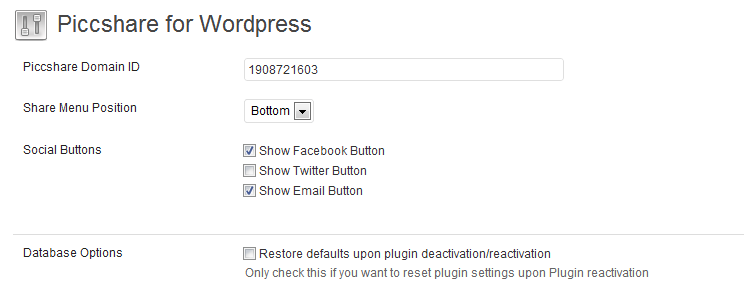 Piccshare for Wordpress
Piccshare Domain ID
1908721603
Share Menu Position
Bottom
Social Buttons
Show Facebook Button
Show Twitter Button
Show Email Button
Database Options
Restore defaults upon plugin deactivation/reactivation
Only check this if you want to reset plugin settings upon Plugin reactivation